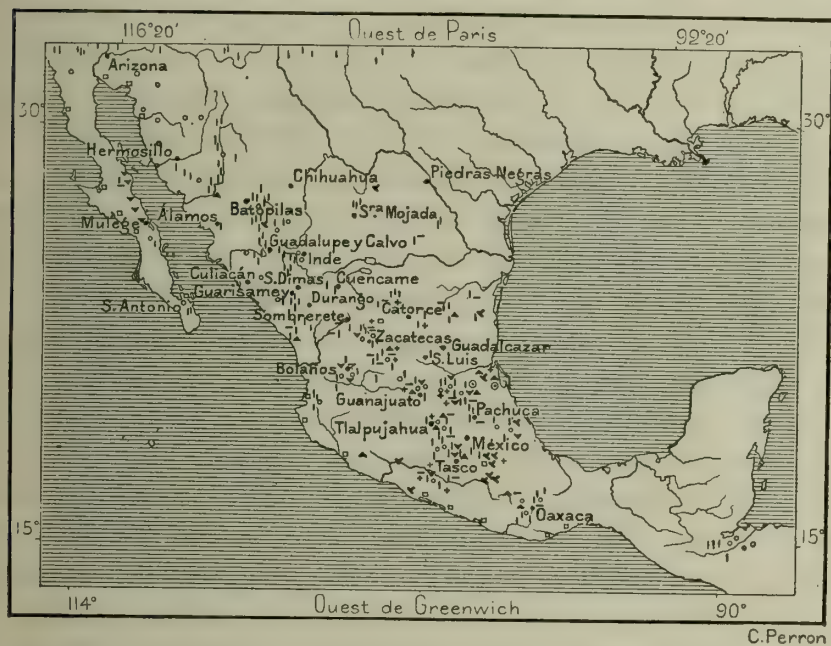 116°20'
Ouest de Paris
92°20'
Arizona
30°
30°
Hermosillo
Chihuahua
Piedras Negras
Batopilas
Sra Mojada
Mulegé
Álamos
Guadalupe y Calvo
Inde
Culiacán
S. Dimas
Cuencame
Guarisamey
Durango
S. Antonio
Catorce
Sombrerete
Zacatecas
Guadalcazar
S. Luis
Bolaños
Guanajuato
Pachuca
Tlalpujahua
México
Tasco
Oaxaca
15°
15°
114°
Ouest de Greenwich
90°
C. Perron